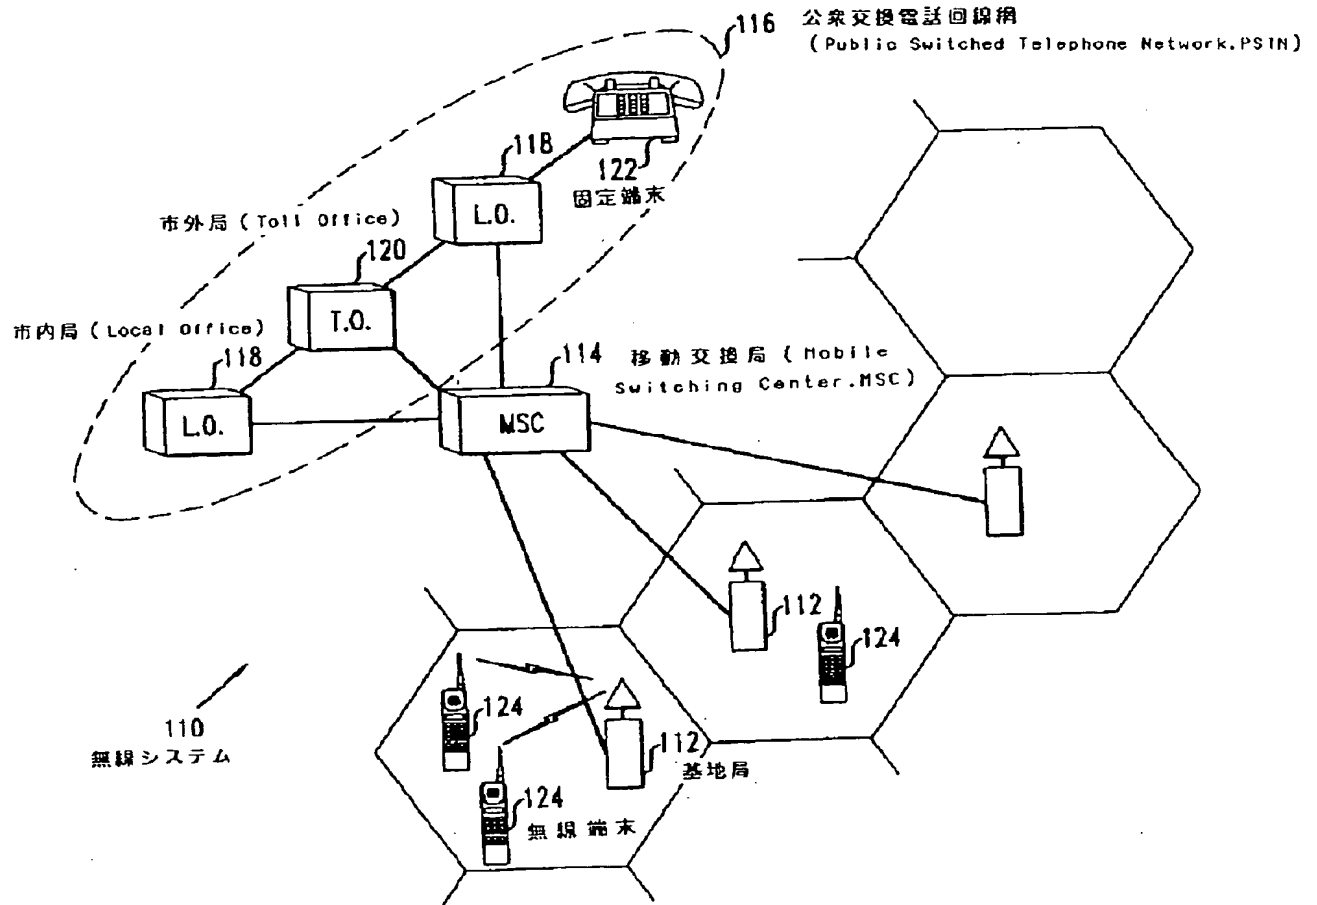 116 公衆交換電話回線網
(Public Switched Telephone Network.PSTN)
118
122
固定端末
L.O.
市外局 (Toll Office)
120
T.O.
市内局 (Local Office)
118
L.O.
114 移動交換局 (Mobile
Switching Center.MSC)
MSC
112
124
124
112
基地局
110
無線システム
124
無線端末